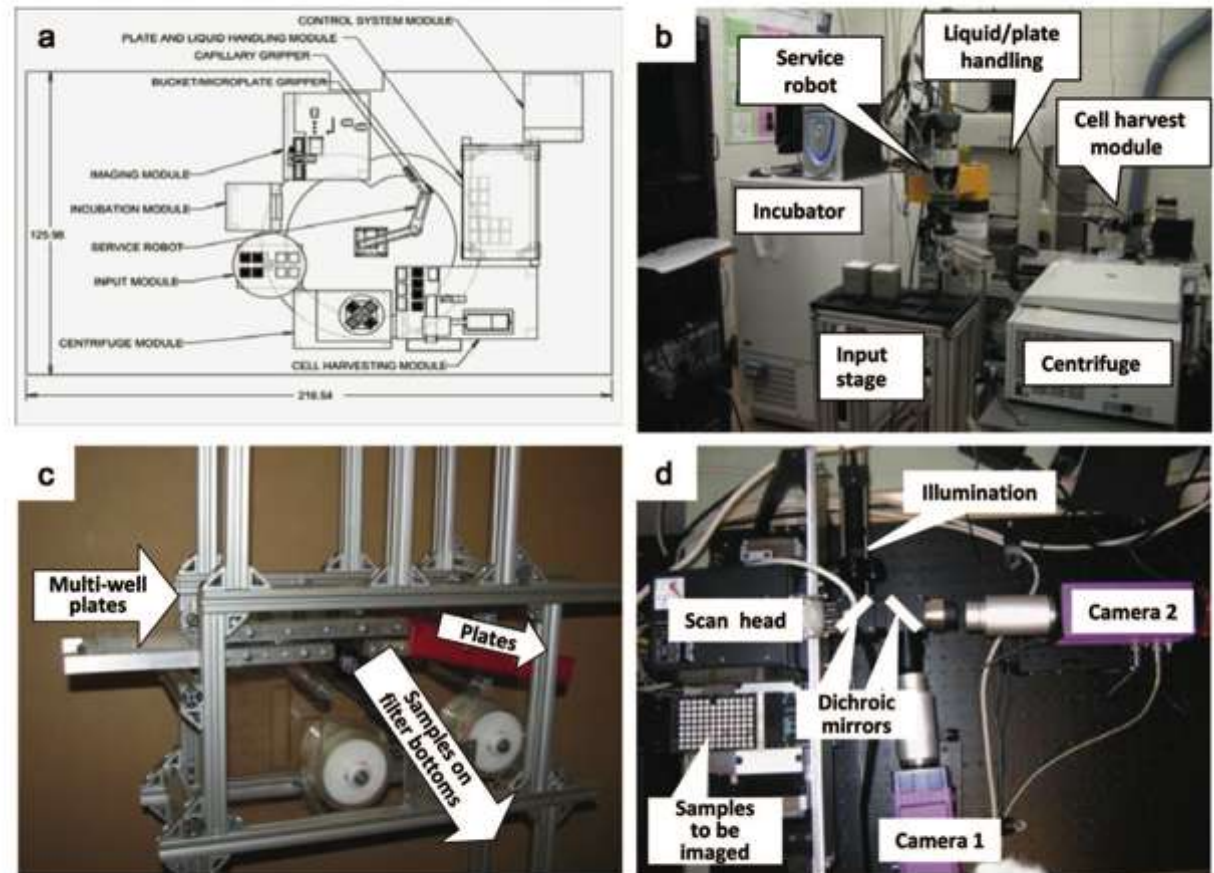 a
CONTROL SYSTEM MODULE
PLATE AND LIQUID HANDLING MODULE
CAPILLARY GRIPPER
BUCKET/MICROPLATE GRIPPER
IMAGING MODULE
INCUBATION MODULE
125.98
SERVICE ROBOT
INPUT MODULE
CENTRIFUGE MODULE
CELL HARVESTING MODULE
216.54
b
Service
robot
Liquid/plate
handling
Cell harvest
module
Incubator
Input
stage
Centrifuge
c
Multi-well
plates
Plates
Samples on
filter bottoms
d
Illumination
Scan head
Camera 2
Dichroic
mirrors
Samples
to be
imaged
Camera 1